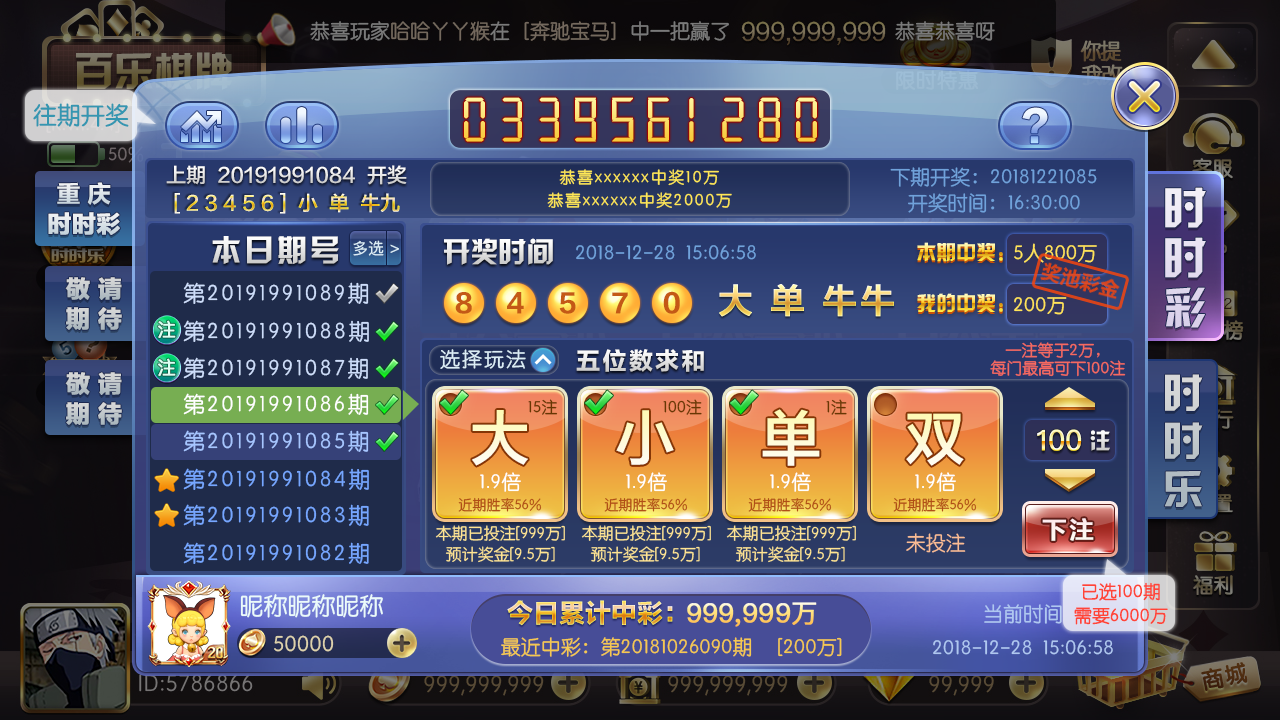 恭喜玩家哈哈丫丫猴在 [奔驰宝马] 中一把赢了 999,999,999 恭喜恭喜呀
百乐棋牌
限时特惠
你提
我改
往期开奖
50%
0339561280
?
客服
上期 20191991084 开奖
[23456] 小 单 牛九
恭喜xxxxxx中奖10万
恭喜xxxxxx中奖2000万
下期开奖: 20181221085
开奖时间: 16:30:00
重庆
时时彩
时时乐
敬请
期待
敬请
期待
本日期号
多选 >
第20191991089期
注 第20191991088期
注 第20191991087期
第20191991086期
第20191991085期
第20191991084期
第20191991083期
第20191991082期
开奖时间 2018-12-28 15:06:58
8 4 5 7 0 大 单 牛牛
本期中奖: 5人800万
奖池彩金
我的中奖: 200万
选择玩法
五位数求和
一注等于2万,
每门最高可下100注
15注
大
1.9倍
近期胜率56%
本期已投注[999万]
预计奖金[9.5万]
100注
小
1.9倍
近期胜率56%
本期已投注[999万]
预计奖金[9.5万]
1注
单
1.9倍
近期胜率56%
本期已投注[999万]
预计奖金[9.5万]
双
1.9倍
近期胜率56%
未投注
100 注
下注
已选100期
需要6000万
时时彩
时时乐
榜
行
置
福利
昵称昵称昵称
20
50000
今日累计中彩: 999,999万
最近中彩: 第20181026090期 [200万]
当前时间
2018-12-28 15:06:58
ID:5786866
999,999,999
999,999,999
99,999
商城